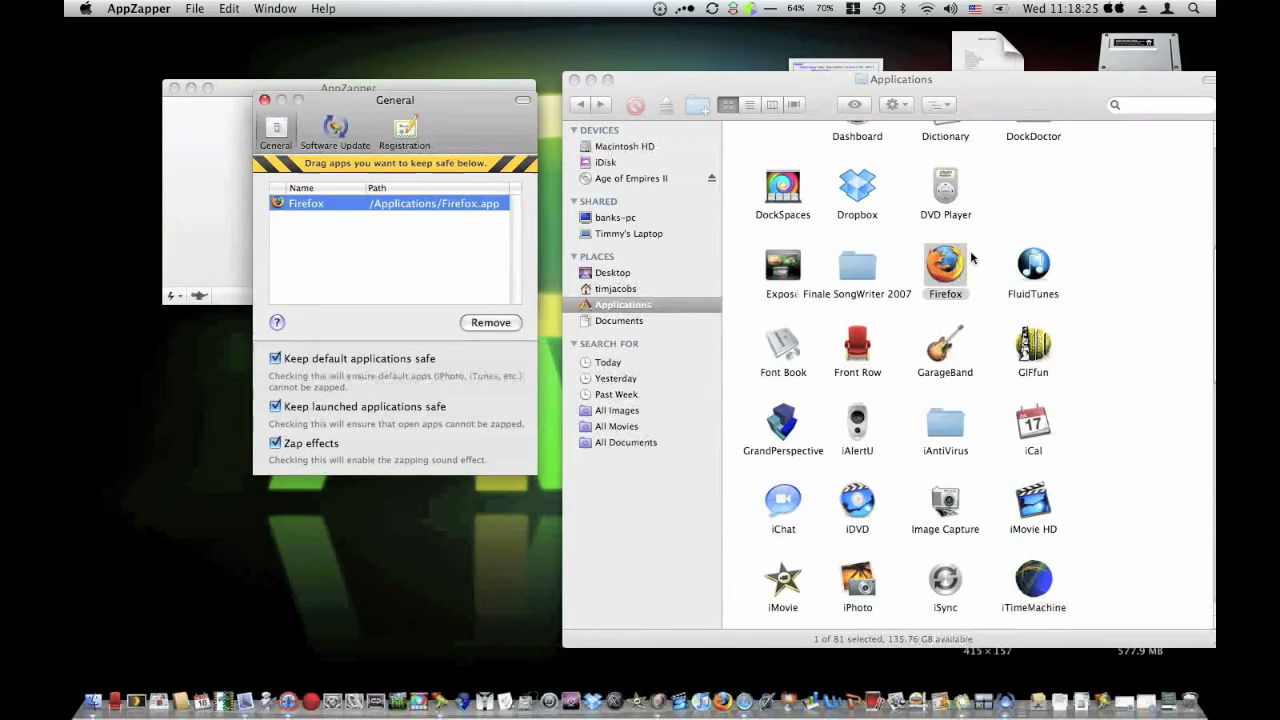 AppZapper File Edit Window Help
64% 70% Wed 11:18:25
AppZapper
General
General Software Update Registration
Drag apps you want to keep safe below.
Name Path
Firefox /Applications/Firefox.app
?
Remove
Keep default applications safe
Checking this will ensure default apps (iPhoto, iTunes, etc.)
cannot be zapped.
Keep launched applications safe
Checking this will ensure that open apps cannot be zapped.
Zap effects
Checking this will enable the zapping sound effect.
Applications
DEVICES
Macintosh HD
iDisk
Age of Empires II
SHARED
banks-pc
Timmy's Laptop
PLACES
Desktop
timjacobs
Applications
Documents
SEARCH FOR
Today
Yesterday
Past Week
All Images
All Movies
All Documents
Dashboard Dictionary DockDoctor
DockSpaces Dropbox DVD Player
Exposé Finale SongWriter 2007 Firefox FluidTunes
Font Book Front Row GarageBand GIFfun
GrandPerspective iAlertU iAntiVirus iCal
iChat iDVD Image Capture iMovie HD
iMovie iPhoto iSync iTimeMachine
1 of 81 selected, 135.76 GB available
415 × 157 577.9 MB